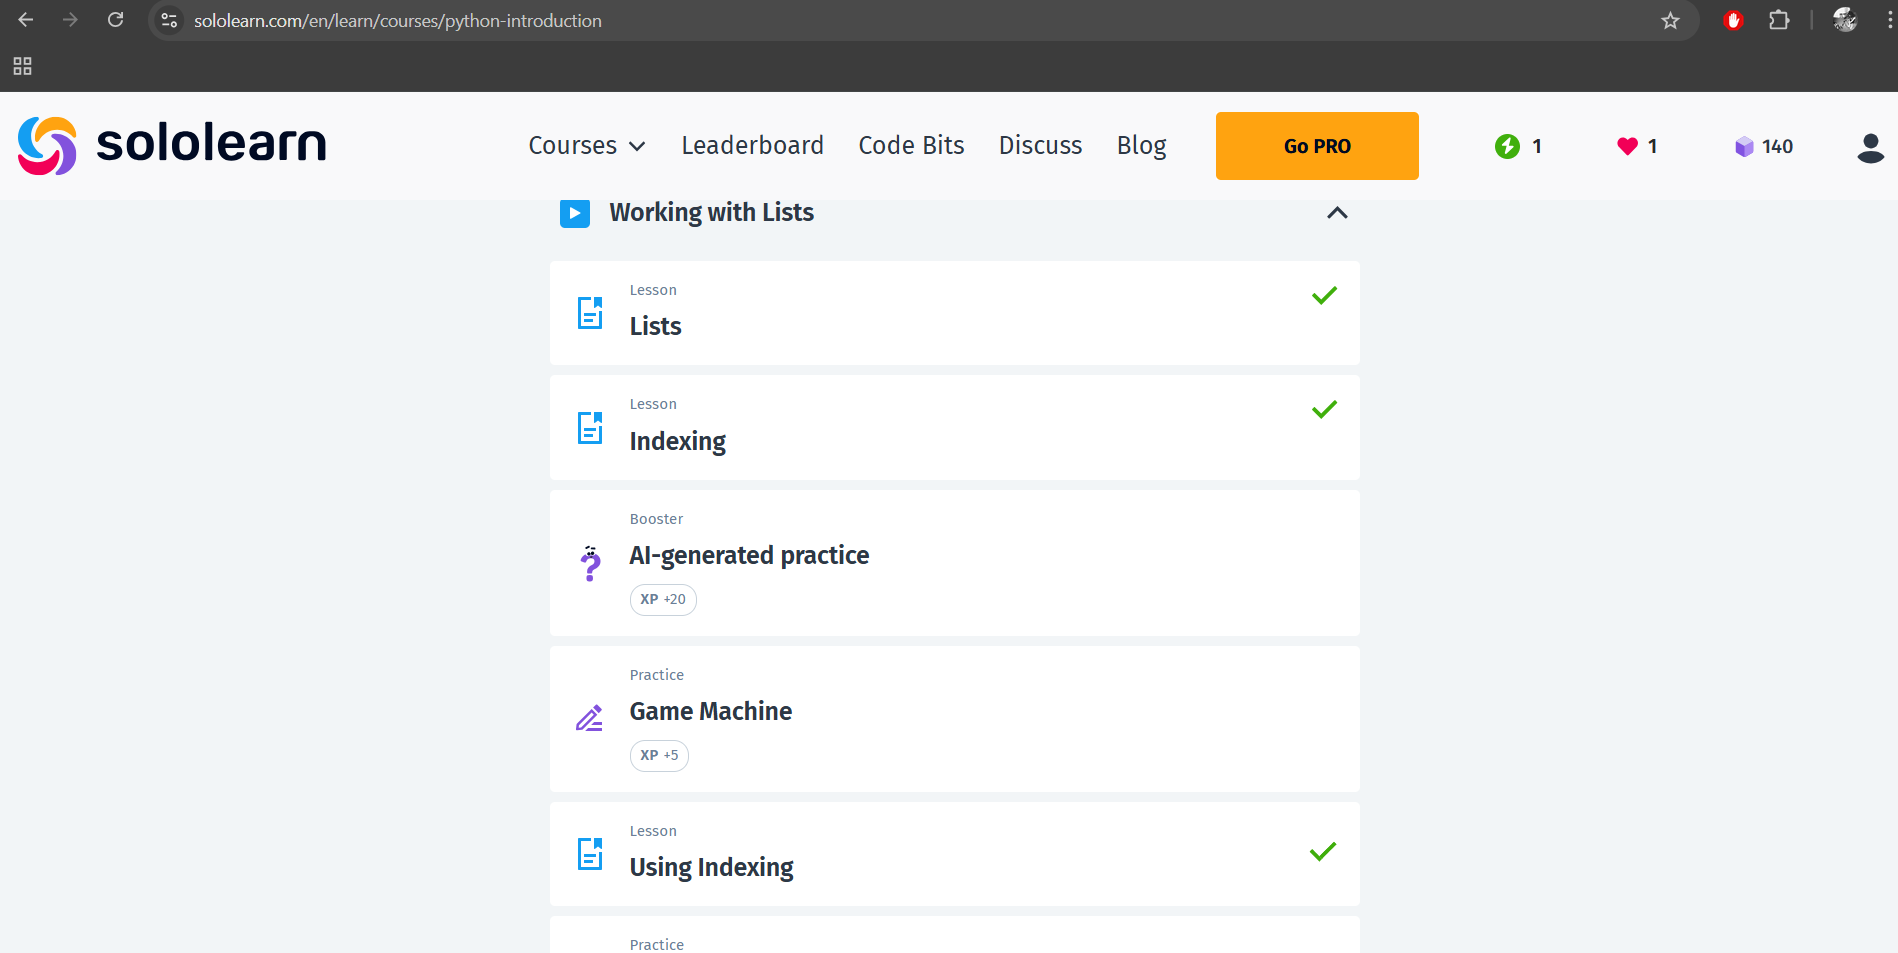 sololearn.com/en/learn/courses/python-introduction
sololearn
Courses Leaderboard Code Bits Discuss Blog Go PRO 1 1 140
Working with Lists
Lesson
Lists
Lesson
Indexing
Booster
AI-generated practice
XP +20
Practice
Game Machine
XP +5
Lesson
Using Indexing
Practice